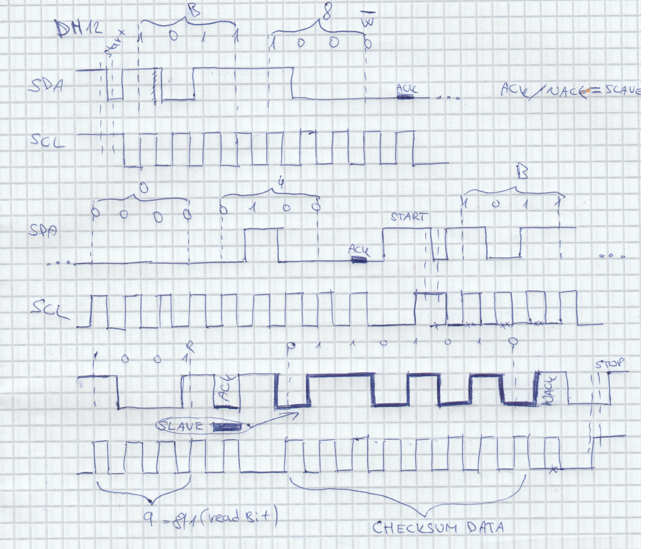 DH12 Start B 8 W
1 0 1 1 1 0 0 0
SDA ACK ... ACK/NACK = SLAVE
SCL
0 4 B
0 0 0 0 0 1 0 0 START 1 0 1 1
SDA ... ACK ...
SCL
1 0 0 1 R 0 1 1 0 1 0 1 0 STOP
ACK NACK
SLAVE
9 = 8+1 (read Bit)
CHECKSUM DATA